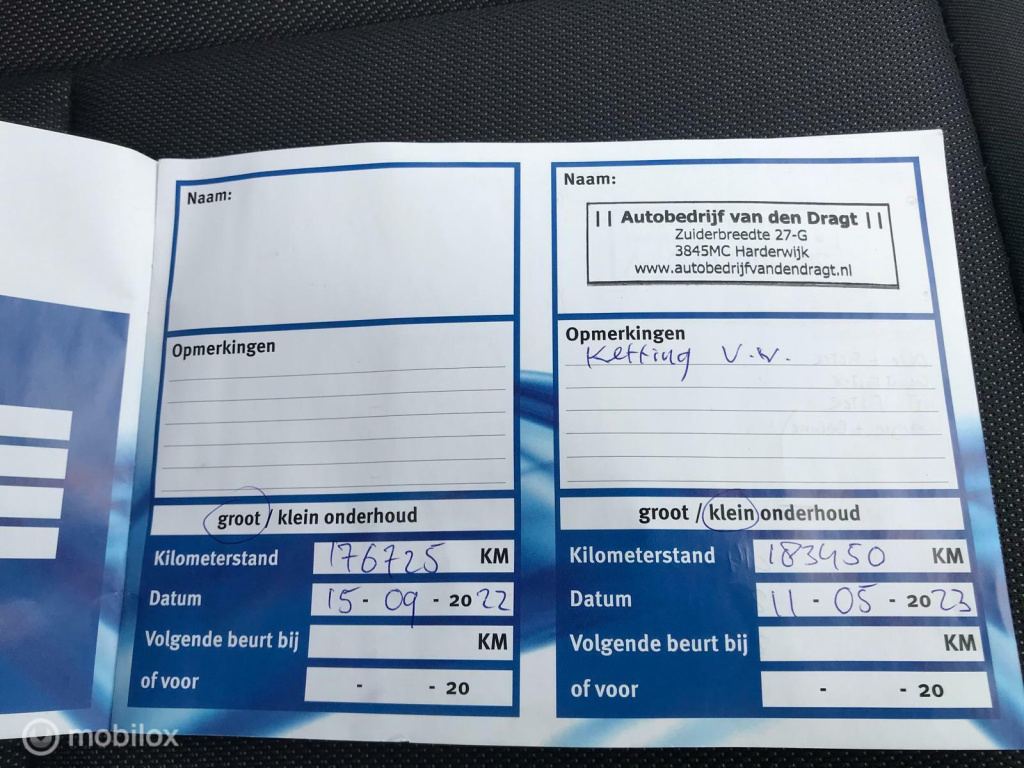 Naam:
Opmerkingen
groot / klein onderhoud
Kilometerstand 176725 KM
Datum 15 - 09 - 2022
Volgende beurt bij KM
of voor - - 20
Naam:
|| Autobedrijf van den Dragt ||
Zuiderbreedte 27-G
3845MC Harderwijk
www.autobedrijfvandendragt.nl
Opmerkingen
Ketting V.W.
groot / klein onderhoud
Kilometerstand 183450 KM
Datum 11 - 05 - 2023
Volgende beurt bij KM
of voor - - 20
mobilox